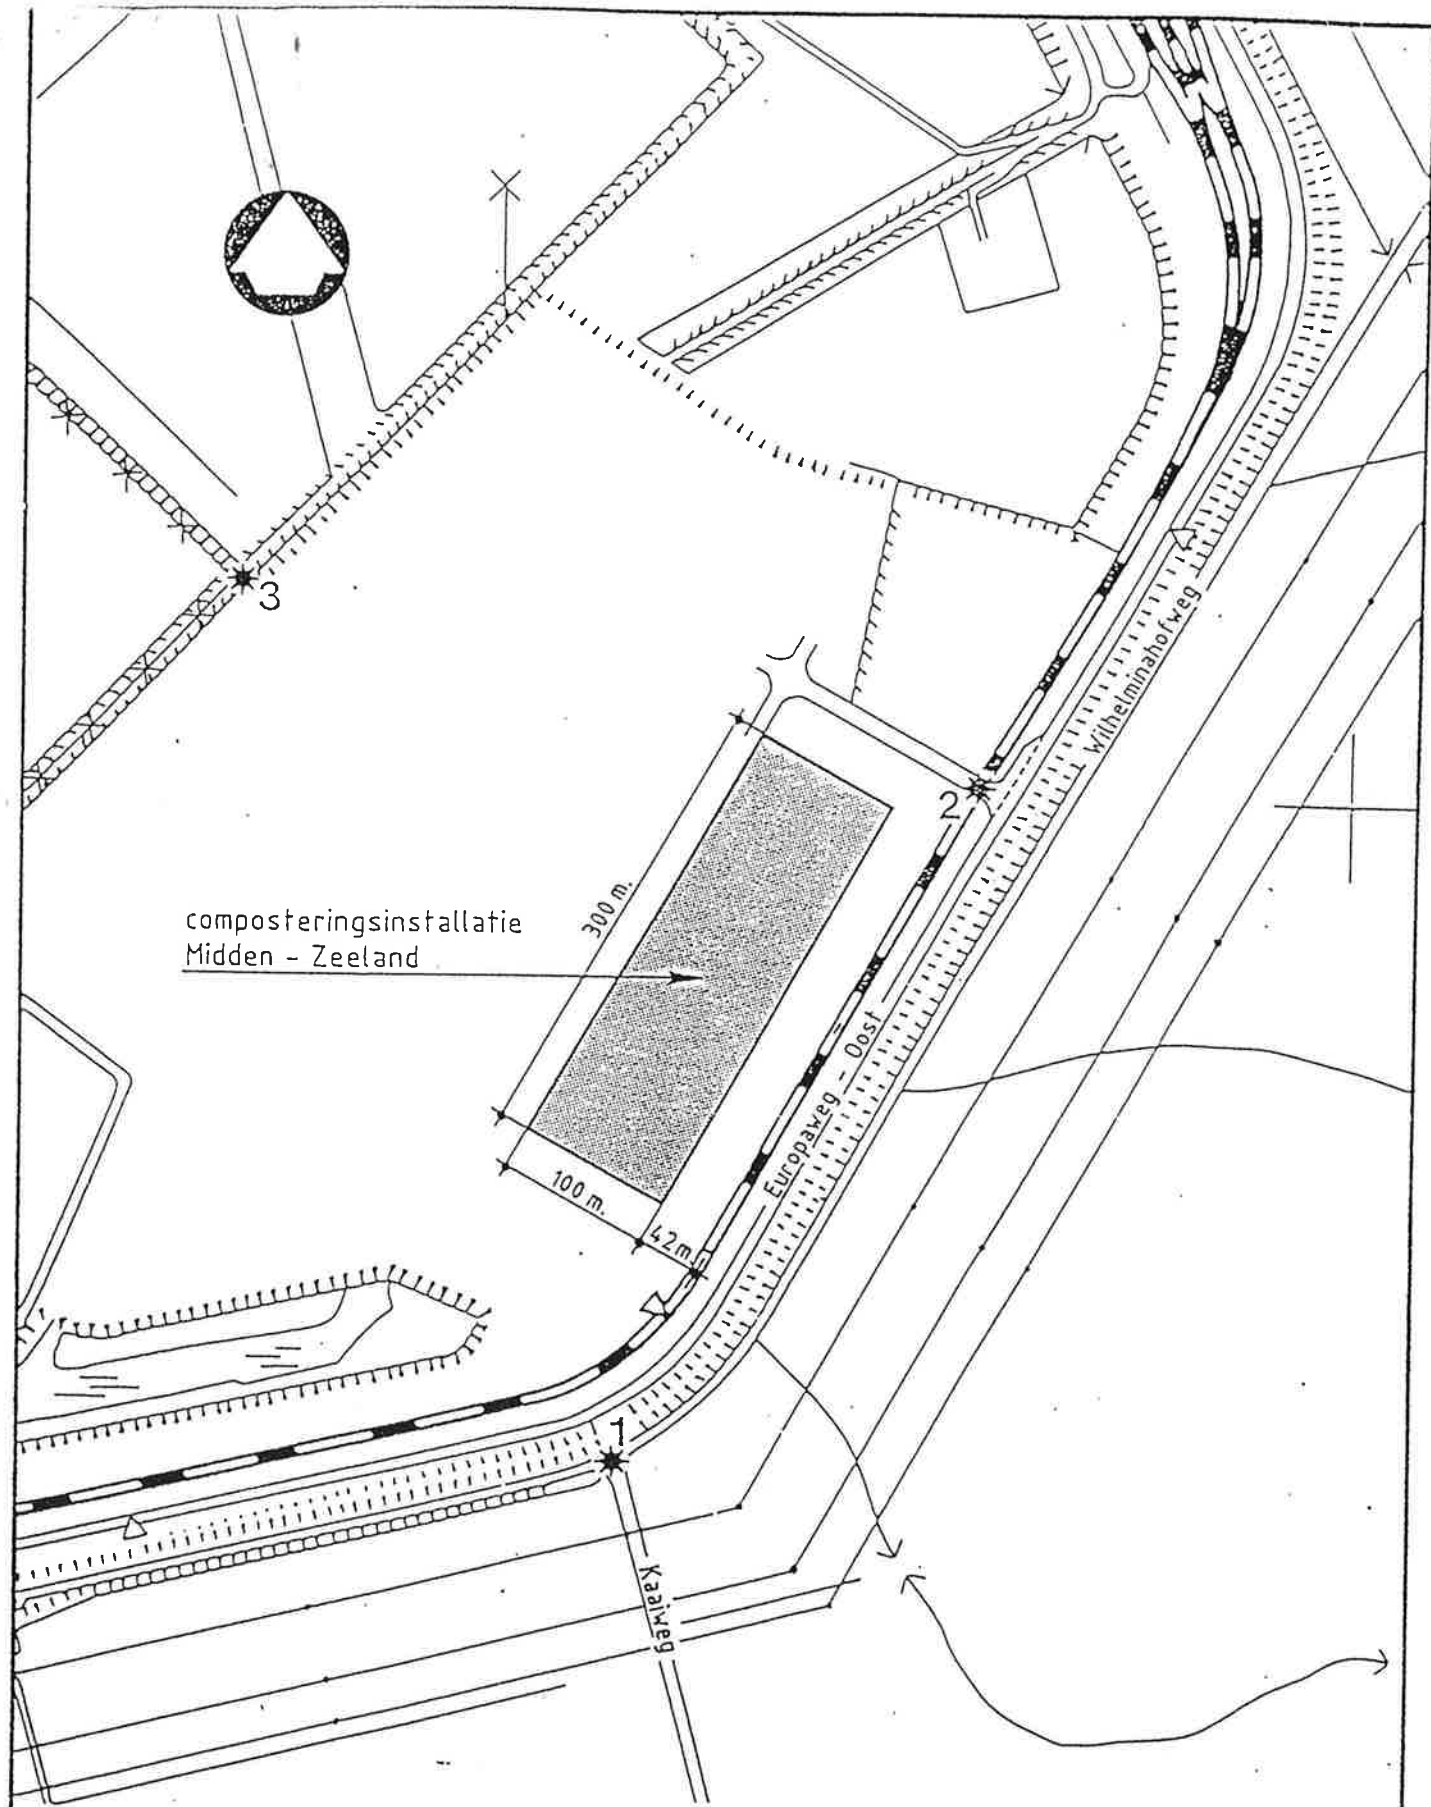 3
Wilhelminahofweg
2
300 m.
composteringsinstallatie
Midden - Zeeland
Europaweg - Oost
100 m.
42m.
1
Kaaiweg